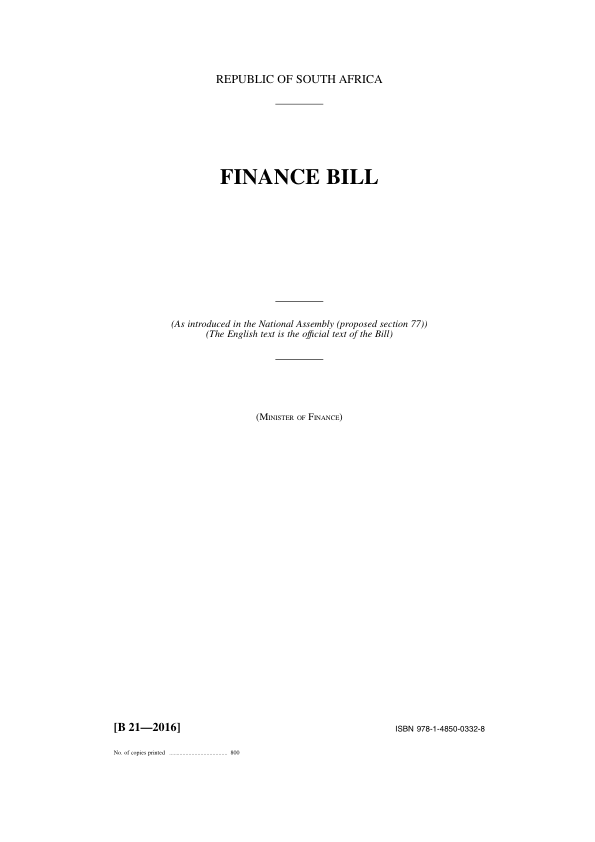 REPUBLIC OF SOUTH AFRICA
FINANCE BILL
(As introduced in the National Assembly (proposed section 77))
(The English text is the official text of the Bill)
(Minister of Finance)
[B 21—2016]
ISBN 978-1-4850-0332-8
No. of copies printed ....................................... 800